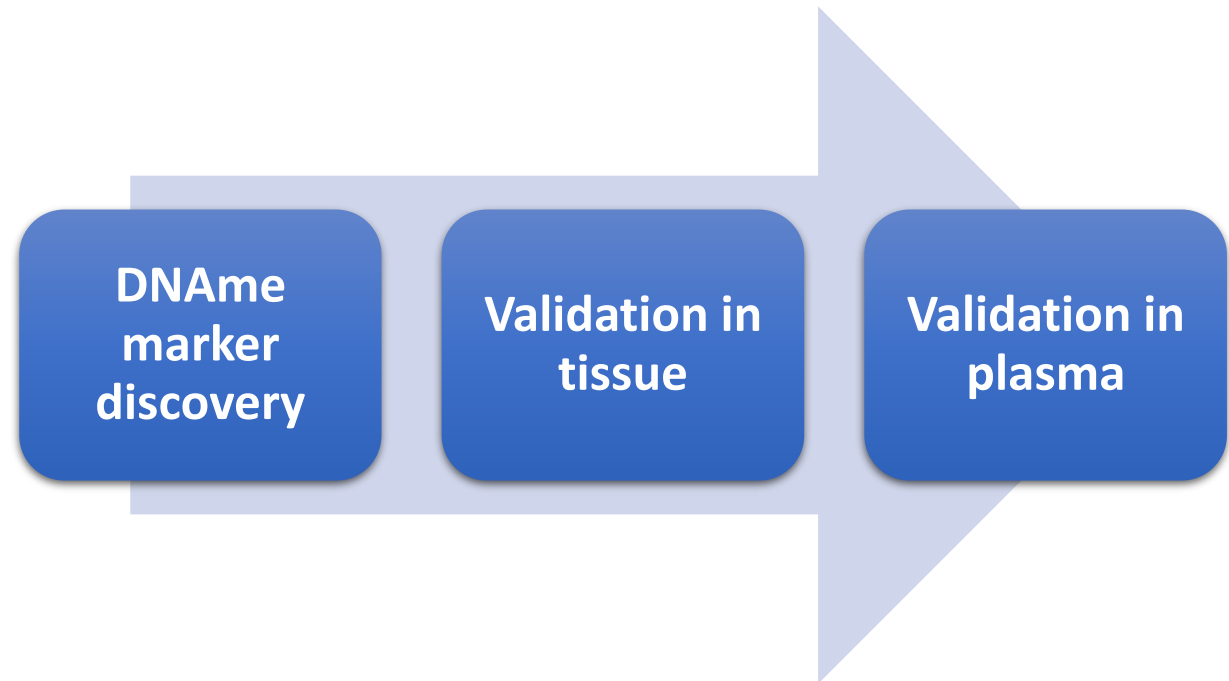 DNAme
marker
discovery
Validation in
tissue
Validation in
plasma